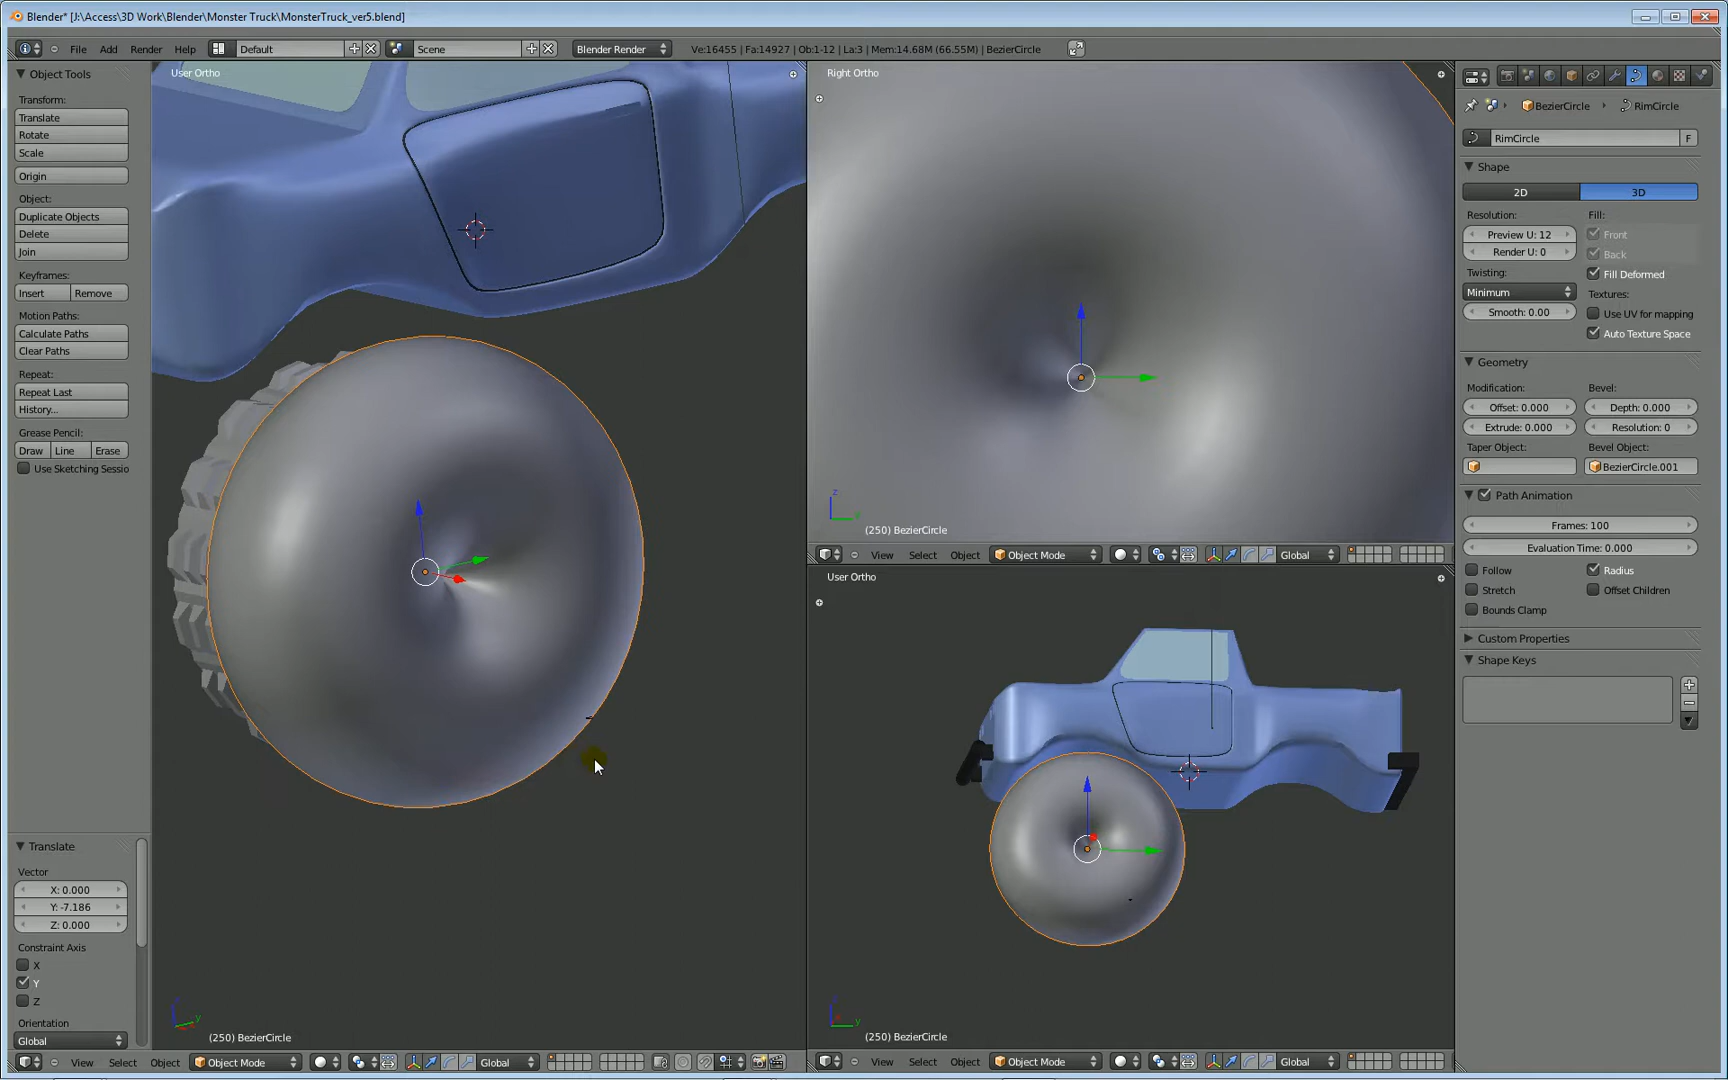 Blender* [J:\Access\3D Work\Blender\Monster Truck\MonsterTruck_ver5.blend]
File Add Render Help Default Scene Blender Render Ve:16455 | Fa:14927 | Ob:1-12 | La:3 | Mem:14.68M (66.55M) | BezierCircle
Object Tools
Transform:
Translate
Rotate
Scale
Origin
Object:
Duplicate Objects
Delete
Join
Keyframes:
Insert Remove
Motion Paths:
Calculate Paths
Clear Paths
Repeat:
Repeat Last
History...
Grease Pencil:
Draw Line Erase
Use Sketching Sessio
Translate
Vector
X: 0.000
Y: -7.186
Z: 0.000
Constraint Axis
X
Y
Z
Orientation
Global
User Ortho
z
y
(250) BezierCircle
View Select Object Object Mode Global
Right Ortho
z
y
(250) BezierCircle
View Select Object Object Mode Global
User Ortho
z
y
(250) BezierCircle
View Select Object Object Mode Global
BezierCircle RimCircle
RimCircle F
Shape
2D 3D
Resolution: Fill:
Preview U: 12 Front
Render U: 0 Back
Twisting: Fill Deformed
Minimum Textures:
Smooth: 0.00 Use UV for mapping
Auto Texture Space
Geometry
Modification: Bevel:
Offset: 0.000 Depth: 0.000
Extrude: 0.000 Resolution: 0
Taper Object: Bevel Object:
BezierCircle.001
Path Animation
Frames: 100
Evaluation Time: 0.000
Follow Radius
Stretch Offset Children
Bounds Clamp
Custom Properties
Shape Keys